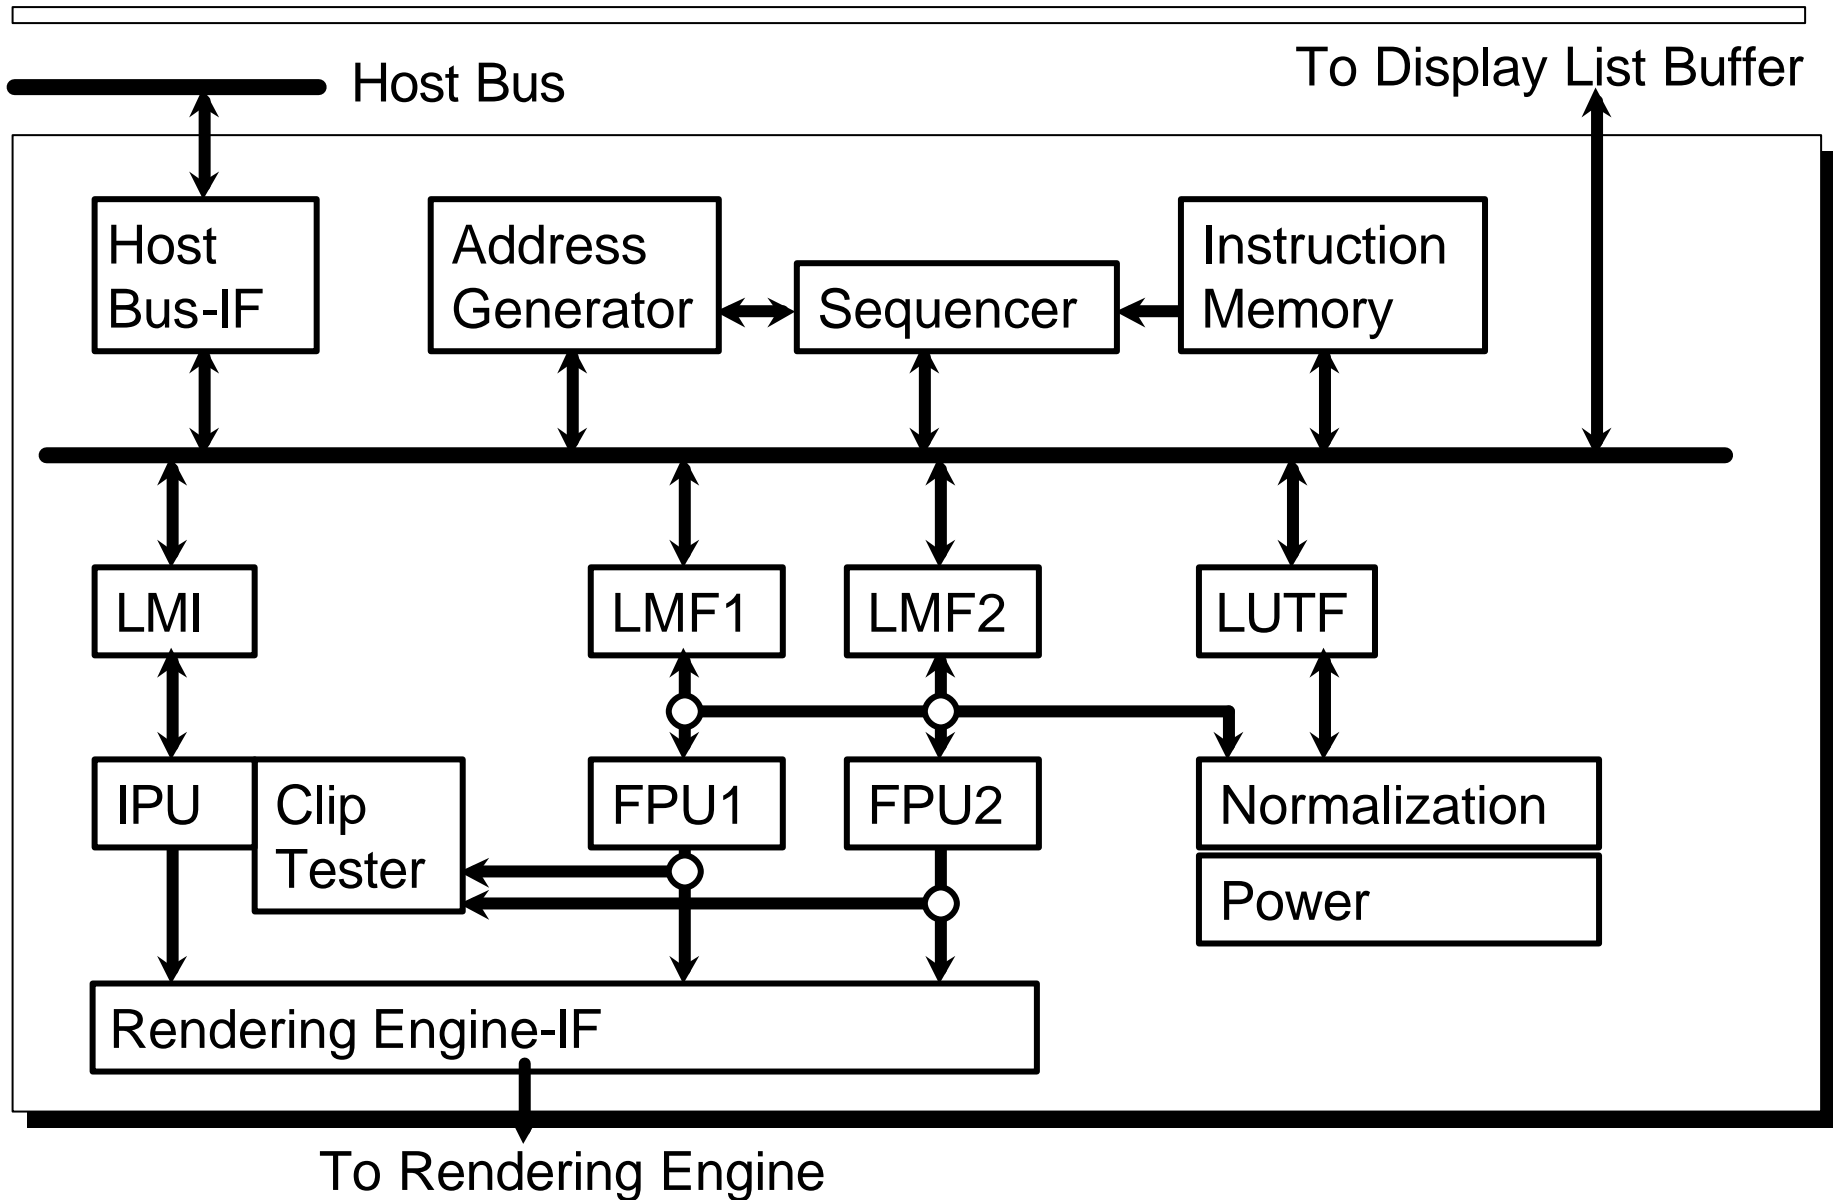 Host Bus
To Display List Buffer
Host
Bus-IF
Address
Generator
Sequencer
Instruction
Memory
LMI
LMF1
LMF2
LUTF
IPU
Clip
Tester
FPU1
FPU2
Normalization
Power
Rendering Engine-IF
To Rendering Engine